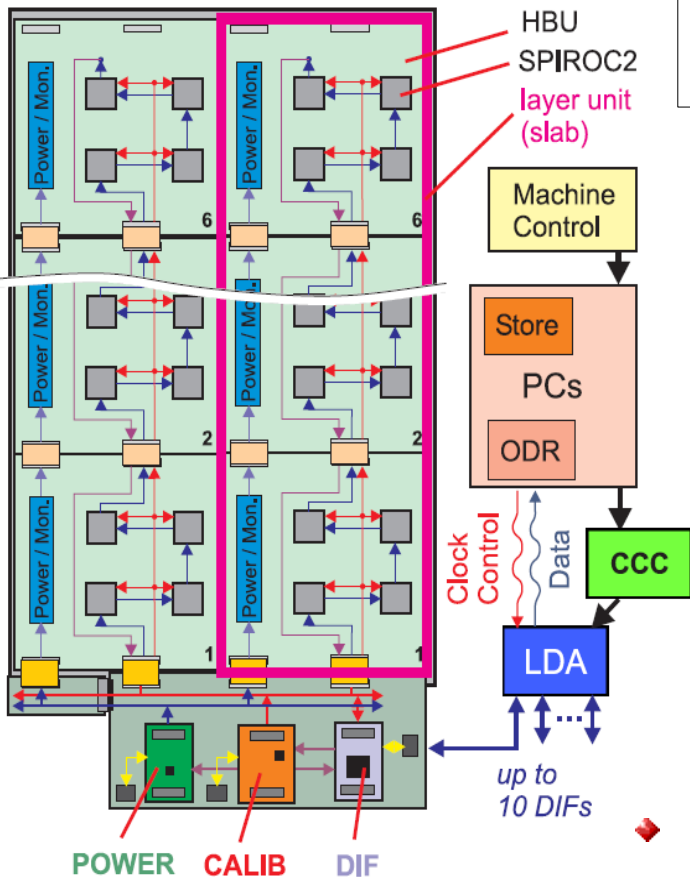 HBU
SPIROC2
layer unit
(slab)
Power / Mon.
Power / Mon.
6
6
Machine
Control
Store
PCs
ODR
Power / Mon.
Power / Mon.
2
2
Clock
Control
Data
CCC
Power / Mon.
Power / Mon.
1
1
LDA
up to
10 DIFs
POWER
CALIB
DIF